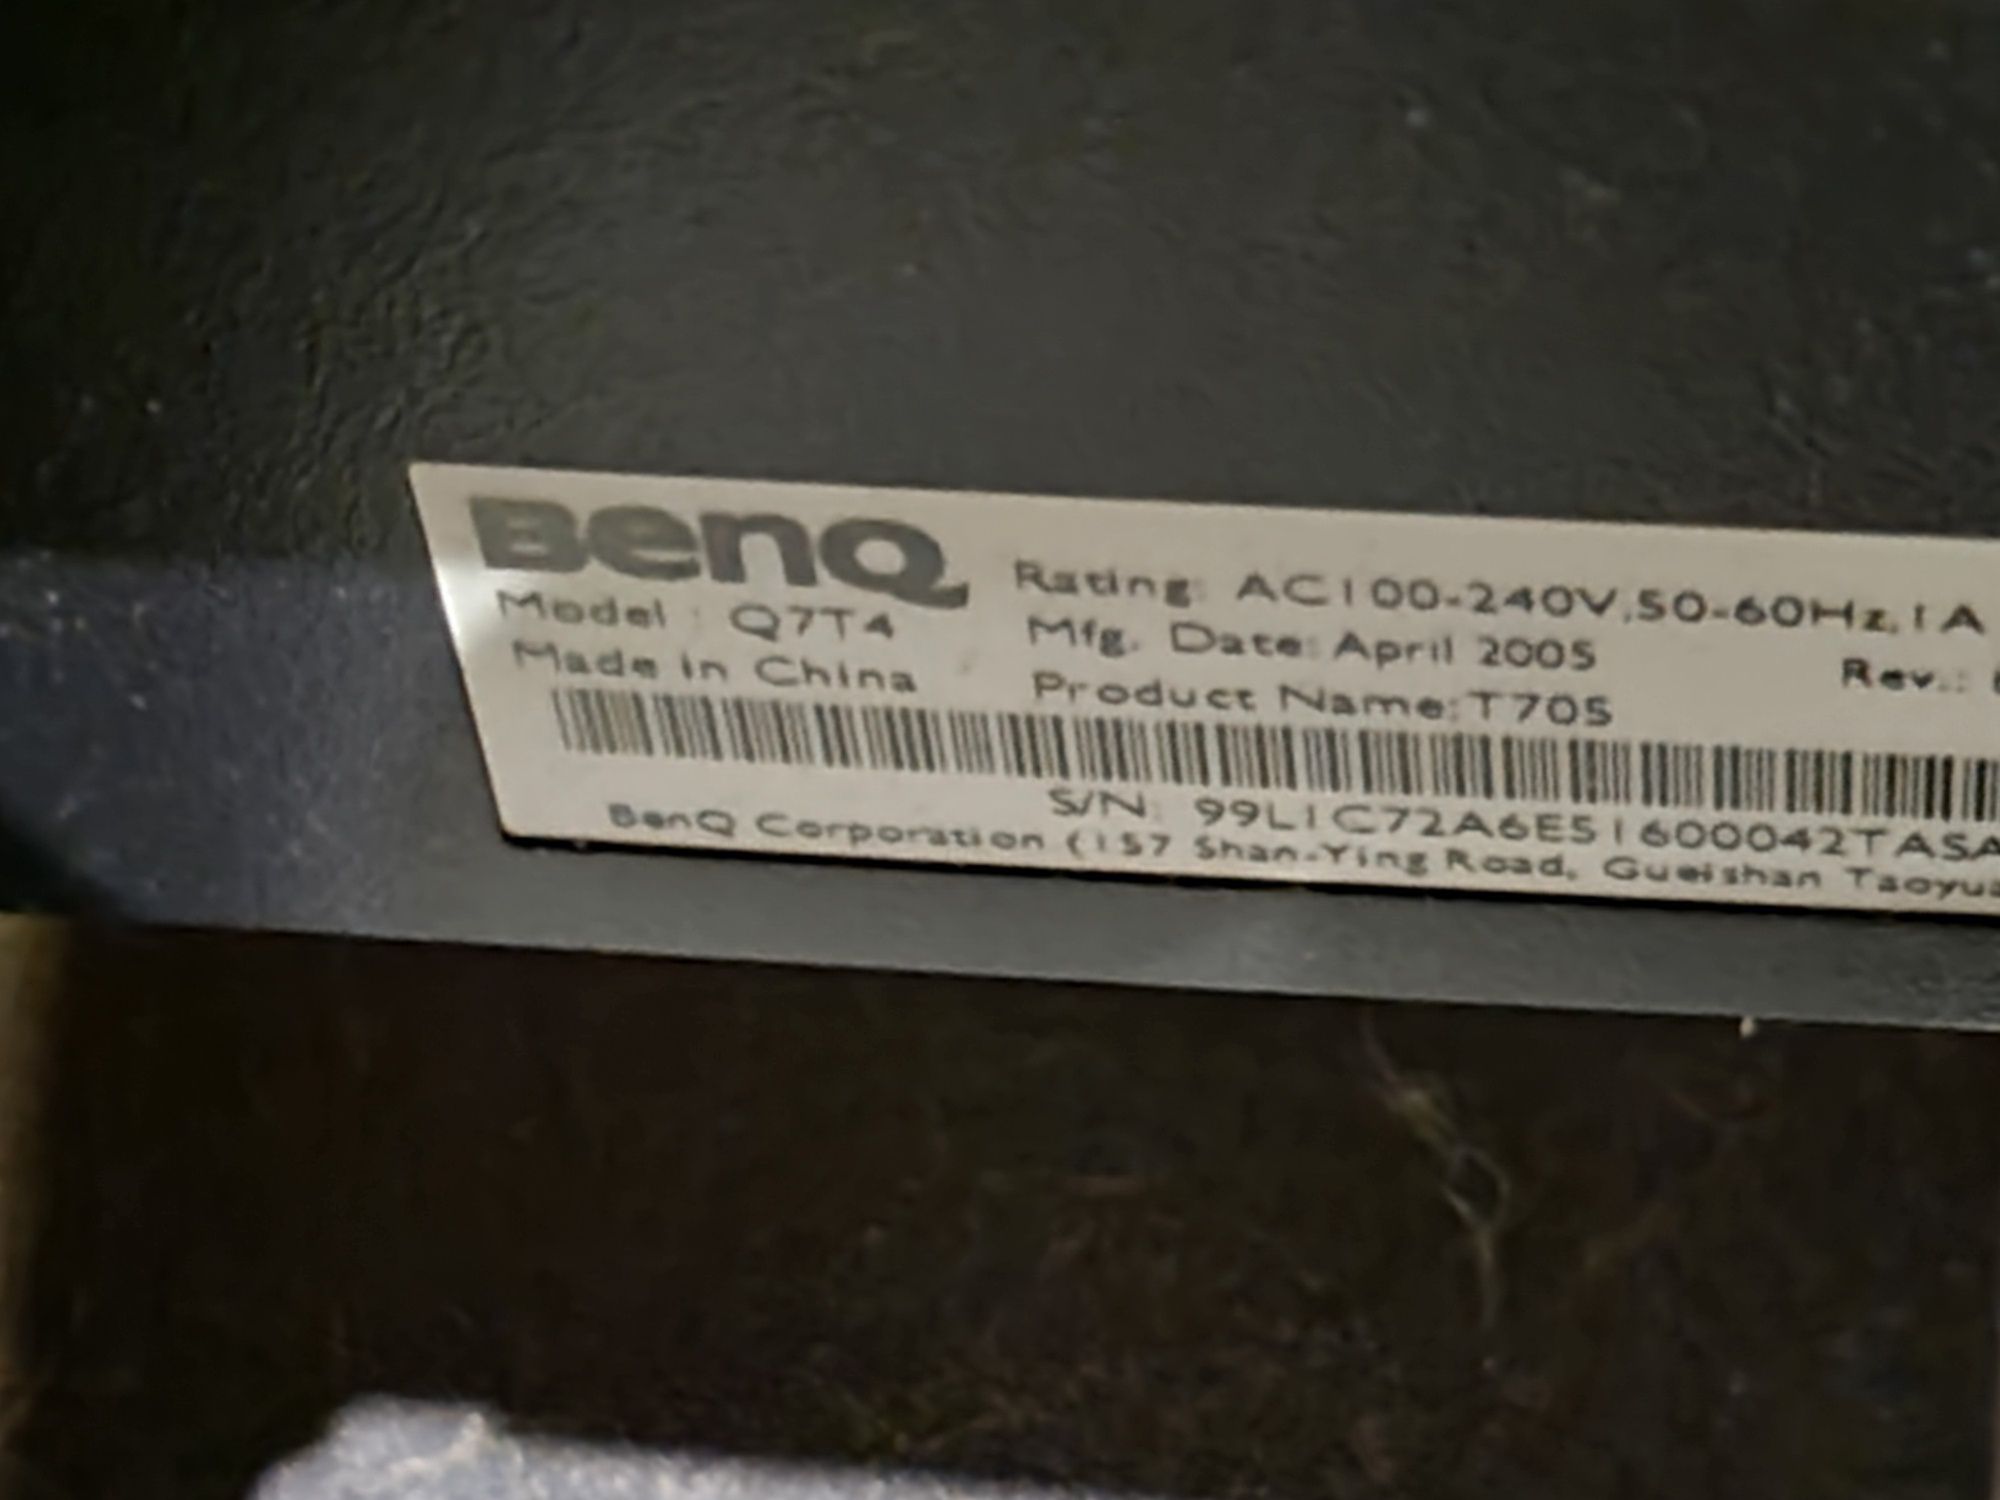 BenQ
Rating: AC100-240V,50-60Hz,1A
Model : Q7T4
Mfg. Date: April 2005
Rev.:
Made in China
Product Name:T705
S/N: 99L1C72A6E51600042TASA
BenQ Corporation (157 Shan-Ying Road, Gueishan